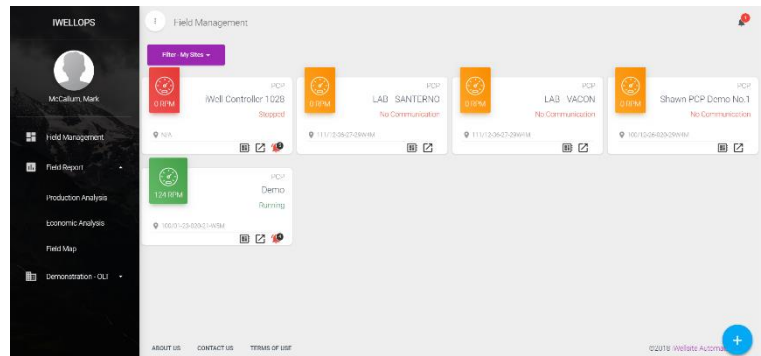 IWELLOPS
Field Management
Filter - My Sites
McCallum, Mark
Field Management
Field Report
Production Analysis
Economic Analysis
Field Map
Demonstration - OLI
PCP
0 RPM
iWell Controller 1028
Stopped
N/A
PCP
0 RPM
LAB SANTERNO
No Communication
PCP
0 RPM
LAB VACON
No Communication
PCP
0 RPM
Shawn PCP Demo No.1
No Communication
PCP
124 RPM
Demo
Running
ABOUT US CONTACT US TERMS OF USE
©2018 iWellsite Automa